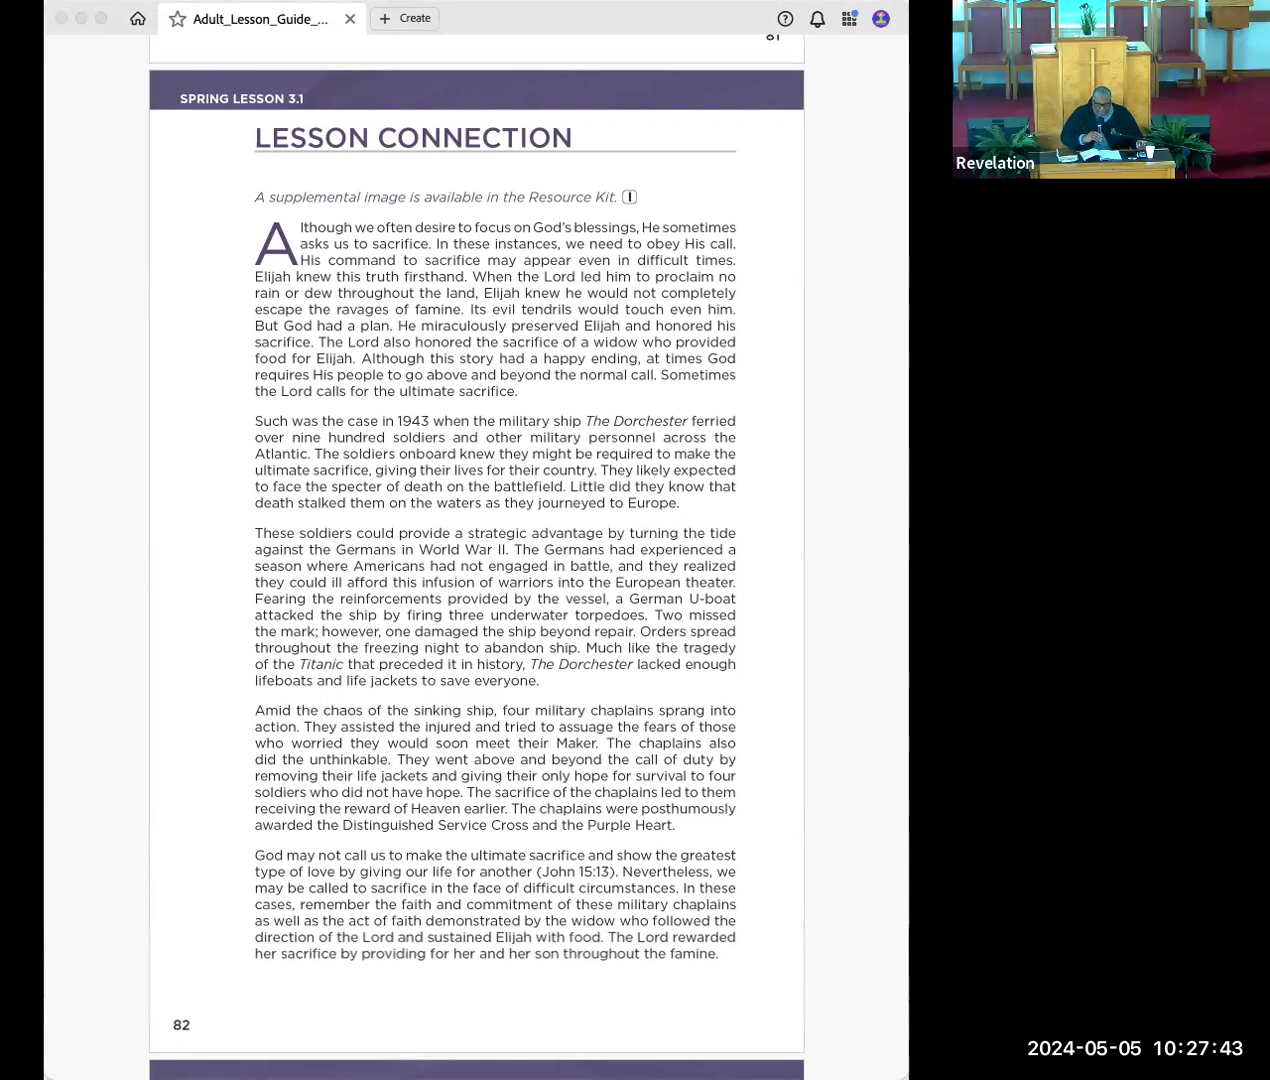 Adult_Lesson_Guide_...
Create
81
SPRING LESSON 3.1
LESSON CONNECTION
A supplemental image is available in the Resource Kit. I
Although we often desire to focus on God's blessings, He sometimes
asks us to sacrifice. In these instances, we need to obey His call.
His command to sacrifice may appear even in difficult times.
Elijah knew this truth firsthand. When the Lord led him to proclaim no
rain or dew throughout the land, Elijah knew he would not completely
escape the ravages of famine. Its evil tendrils would touch even him.
But God had a plan. He miraculously preserved Elijah and honored his
sacrifice. The Lord also honored the sacrifice of a widow who provided
food for Elijah. Although this story had a happy ending, at times God
requires His people to go above and beyond the normal call. Sometimes
the Lord calls for the ultimate sacrifice.
Such was the case in 1943 when the military ship The Dorchester ferried
over nine hundred soldiers and other military personnel across the
Atlantic. The soldiers onboard knew they might be required to make the
ultimate sacrifice, giving their lives for their country. They likely expected
to face the specter of death on the battlefield. Little did they know that
death stalked them on the waters as they journeyed to Europe.
These soldiers could provide a strategic advantage by turning the tide
against the Germans in World War II. The Germans had experienced a
season where Americans had not engaged in battle, and they realized
they could ill afford this infusion of warriors into the European theater.
Fearing the reinforcements provided by the vessel, a German U-boat
attacked the ship by firing three underwater torpedoes. Two missed
the mark; however, one damaged the ship beyond repair. Orders spread
throughout the freezing night to abandon ship. Much like the tragedy
of the Titanic that preceded it in history, The Dorchester lacked enough
lifeboats and life jackets to save everyone.
Amid the chaos of the sinking ship, four military chaplains sprang into
action. They assisted the injured and tried to assuage the fears of those
who worried they would soon meet their Maker. The chaplains also
did the unthinkable. They went above and beyond the call of duty by
removing their life jackets and giving their only hope for survival to four
soldiers who did not have hope. The sacrifice of the chaplains led to them
receiving the reward of Heaven earlier. The chaplains were posthumously
awarded the Distinguished Service Cross and the Purple Heart.
God may not call us to make the ultimate sacrifice and show the greatest
type of love by giving our life for another (John 15:13). Nevertheless, we
may be called to sacrifice in the face of difficult circumstances. In these
cases, remember the faith and commitment of these military chaplains
as well as the act of faith demonstrated by the widow who followed the
direction of the Lord and sustained Elijah with food. The Lord rewarded
her sacrifice by providing for her and her son throughout the famine.
82
Revelation
2024-05-05 10:27:43